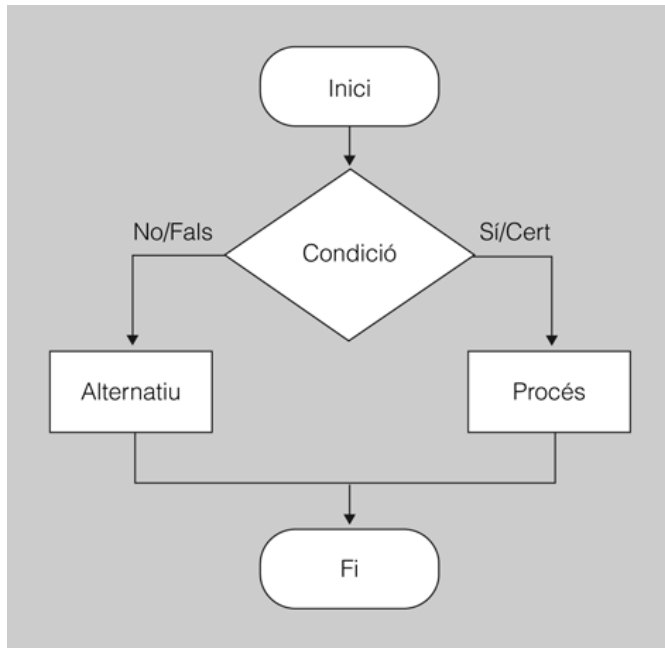 Inici
No/Fals
Sí/Cert
Condició
Alternatiu
Procés
Fi